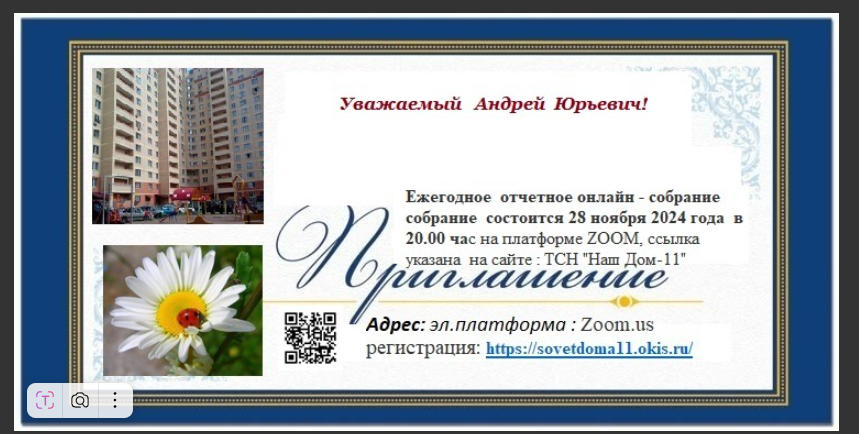 Уважаемый Андрей Юрьевич!
Ежегодное отчетное онлайн - собрание
собрание состоится 28 ноября 2024 года в
20.00 час на платформе ZOOM, ссылка
указана на сайте : ТСН "Наш Дом-11"
Приглашение
Адрес: эл.платформа : Zoom.us
регистрация: https://sovetdoma11.okis.ru/